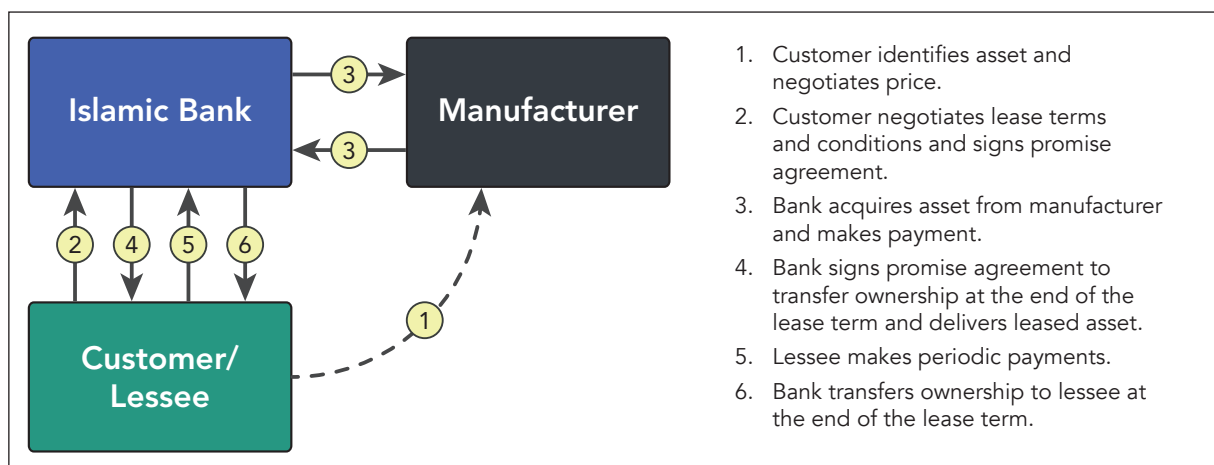 Islamic Bank
Manufacturer
3
3
2
4
5
6
1
Customer/
Lessee
1. Customer identifies asset and
negotiates price.
2. Customer negotiates lease terms
and conditions and signs promise
agreement.
3. Bank acquires asset from manufacturer
and makes payment.
4. Bank signs promise agreement to
transfer ownership at the end of the
lease term and delivers leased asset.
5. Lessee makes periodic payments.
6. Bank transfers ownership to lessee at
the end of the lease term.